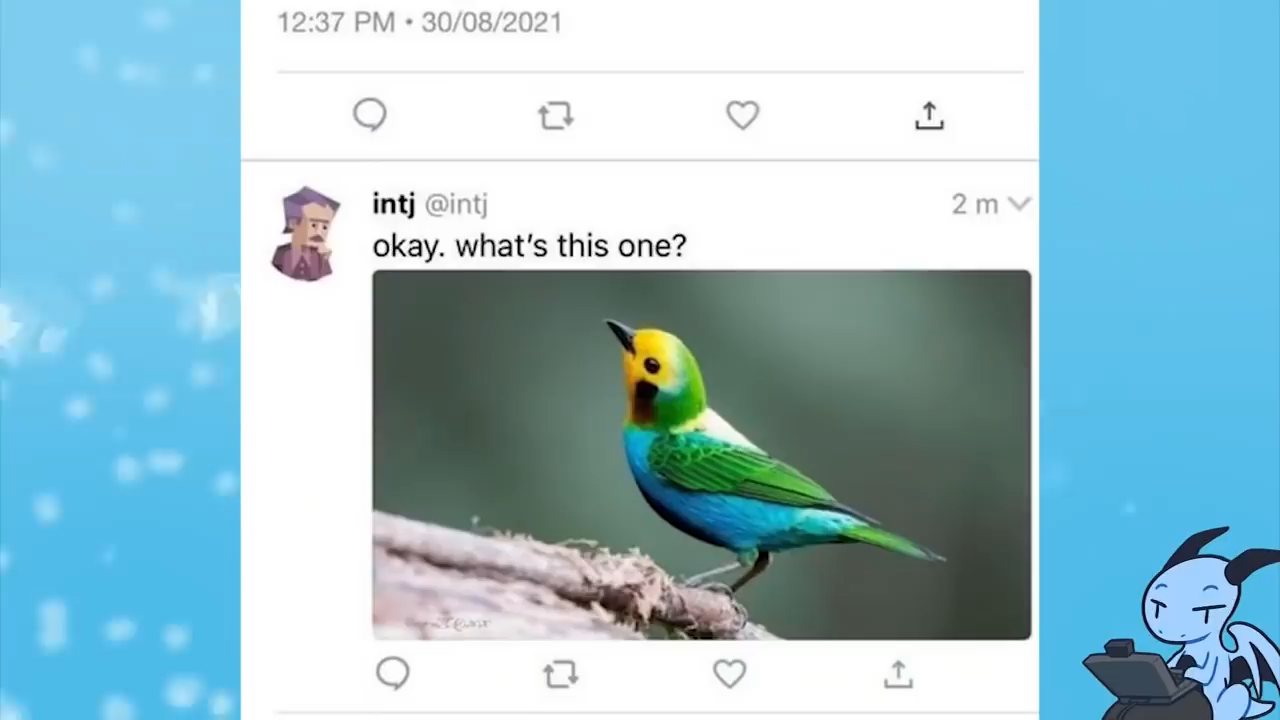 12:37 PM • 30/08/2021
intj @intj
2 m
okay. what's this one?